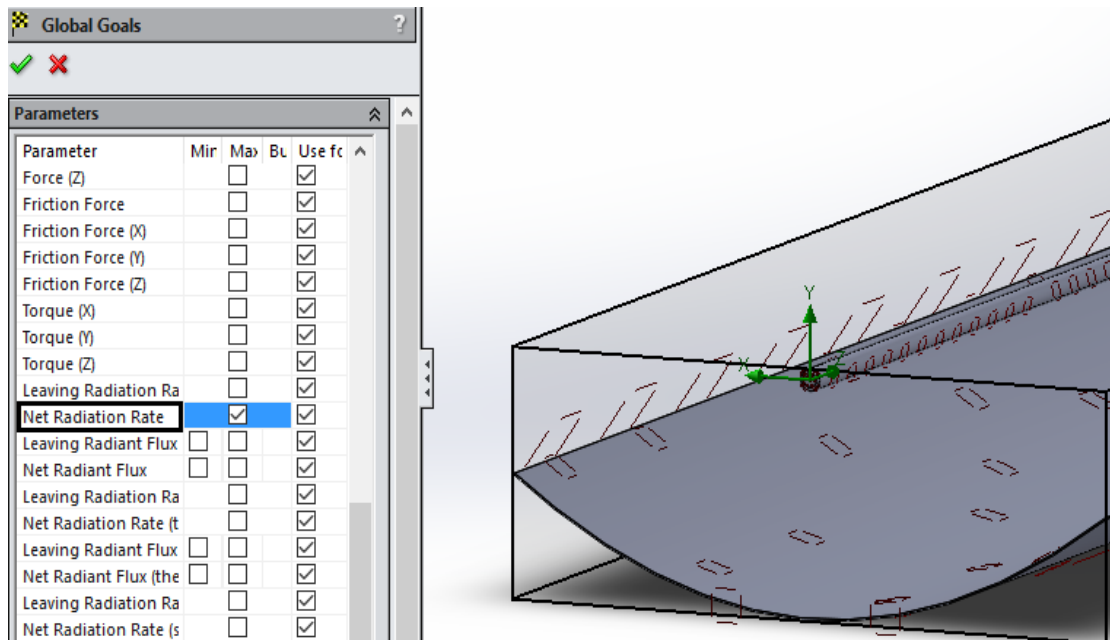 Global Goals ?
Parameters
Parameter Mir Max Bu Use fc
Force (Z)
Friction Force
Friction Force (X)
Friction Force (Y)
Friction Force (Z)
Torque (X)
Torque (Y)
Torque (Z)
Leaving Radiation Ra
Net Radiation Rate
Leaving Radiant Flux
Net Radiant Flux
Leaving Radiation Ra
Net Radiation Rate (t
Leaving Radiant Flux
Net Radiant Flux (the
Leaving Radiation Ra
Net Radiation Rate (s
Y
X
Z